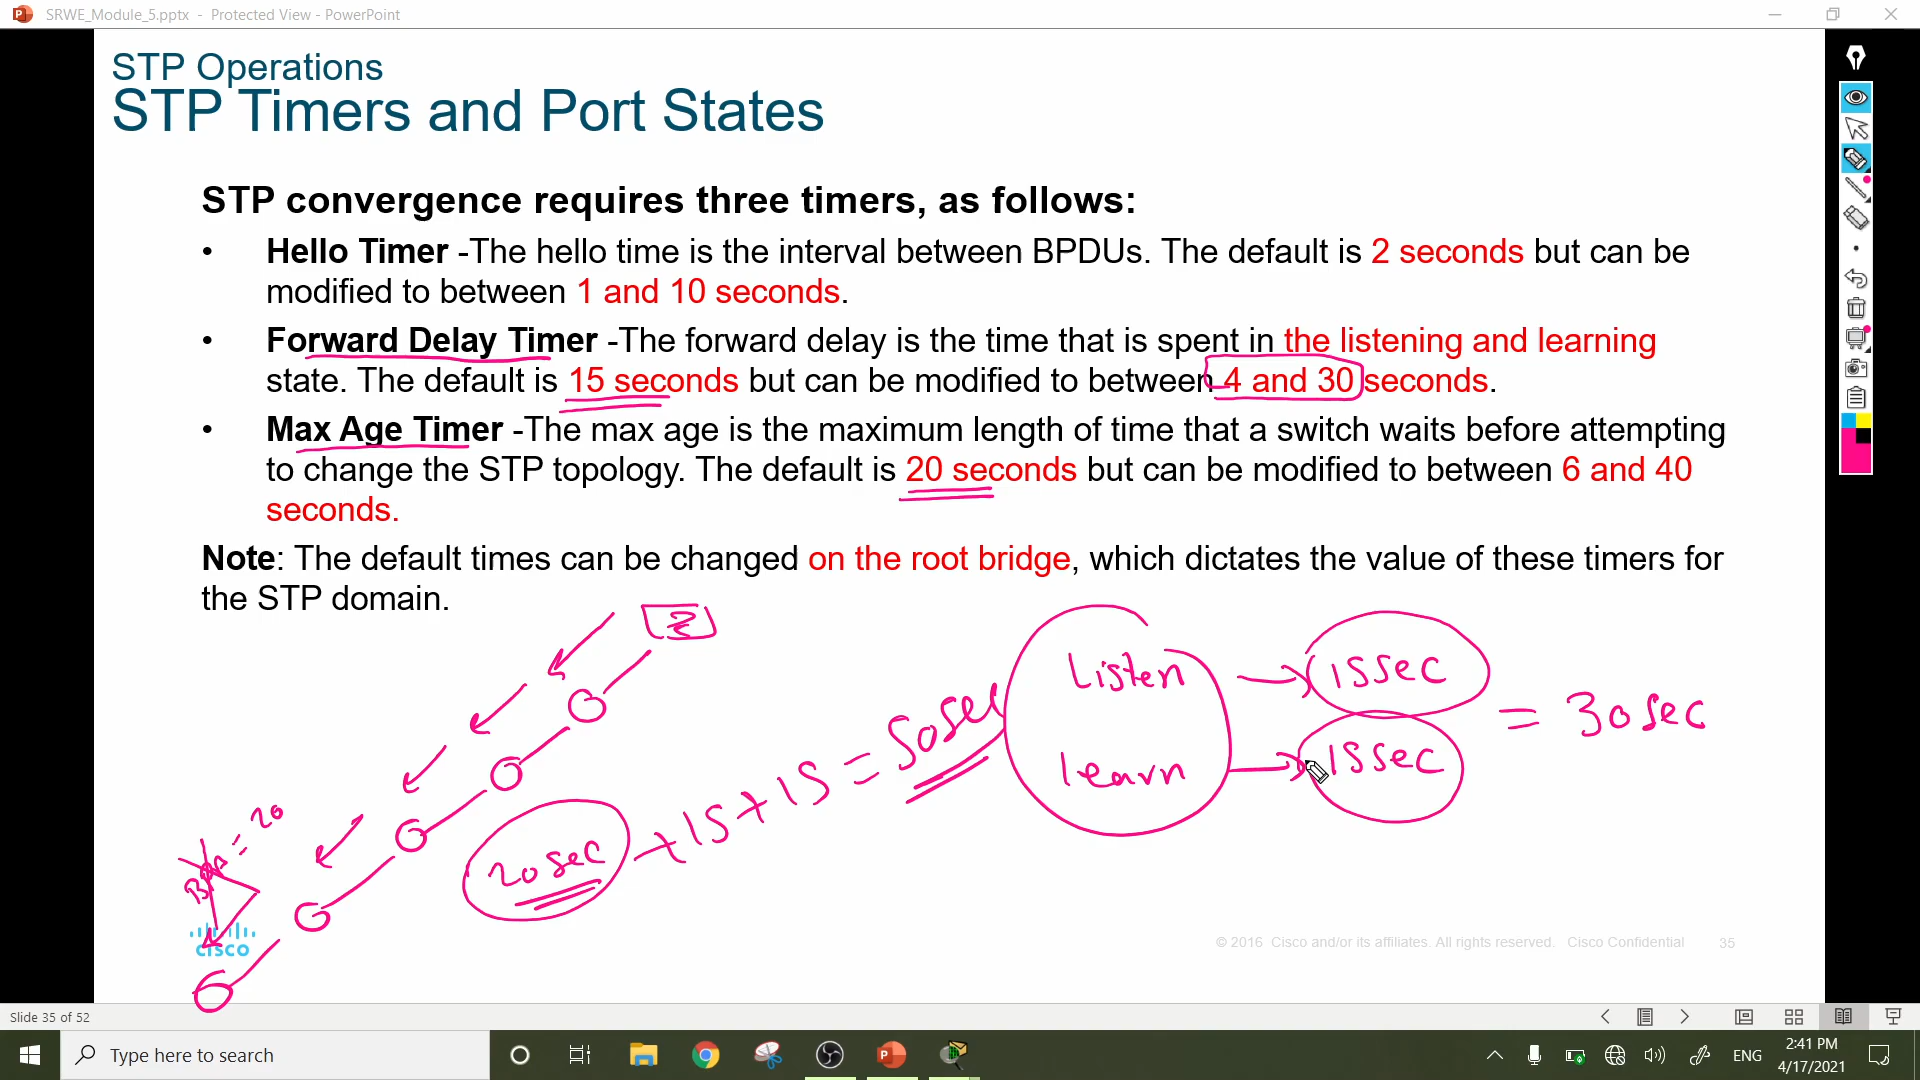 SRWE_Module_5.pptx - Protected View - PowerPoint
STP Operations
STP Timers and Port States
STP convergence requires three timers, as follows:
• Hello Timer -The hello time is the interval between BPDUs. The default is 2 seconds but can be
modified to between 1 and 10 seconds.
• Forward Delay Timer -The forward delay is the time that is spent in the listening and learning
state. The default is 15 seconds but can be modified to between 4 and 30 seconds.
• Max Age Timer -The max age is the maximum length of time that a switch waits before attempting
to change the STP topology. The default is 20 seconds but can be modified to between 6 and 40
seconds.
Note: The default times can be changed on the root bridge, which dictates the value of these timers for
the STP domain.
2
Listen → 15sec
= 30sec
learn → 15sec
20sec +15+15 = 50sec
= 20
cisco
© 2016 Cisco and/or its affiliates. All rights reserved. Cisco Confidential 35
Slide 35 of 52
Type here to search
ENG
2:41 PM
4/17/2021